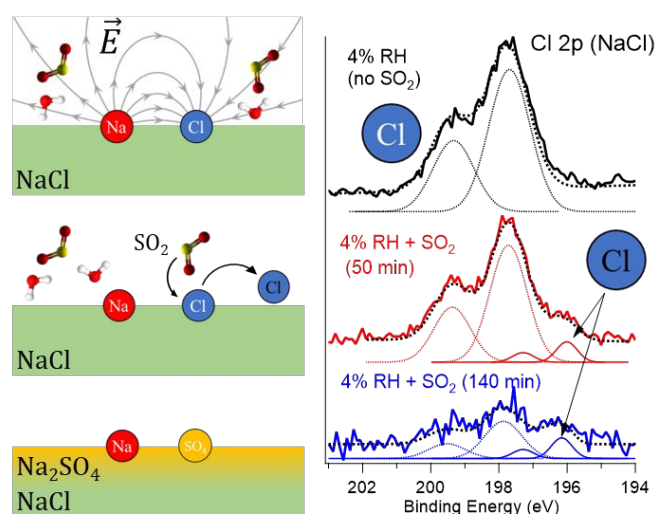 E
Na
Cl
NaCl
SO₂
Na
Cl
Cl
NaCl
Na
SO₄
Na₂SO₄
NaCl
Cl 2p (NaCl)
4% RH
(no SO₂)
Cl
4% RH + SO₂
(50 min)
Cl
4% RH + SO₂ (140 min)
202 200 198 196 194
Binding Energy (eV)